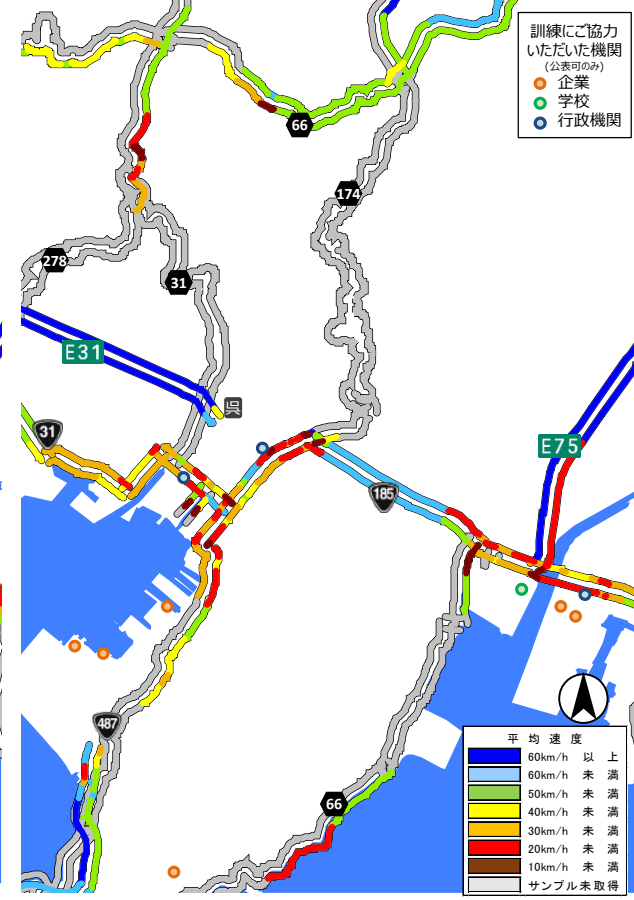 訓練にご協力
いただいた機関
(公表可のみ)
企業
学校
行政機関
66
174
278
31
E31
呉
31
E75
185
487
66
平均速度
60km/h 以上
60km/h 未満
50km/h 未満
40km/h 未満
30km/h 未満
20km/h 未満
10km/h 未満
サンプル未取得